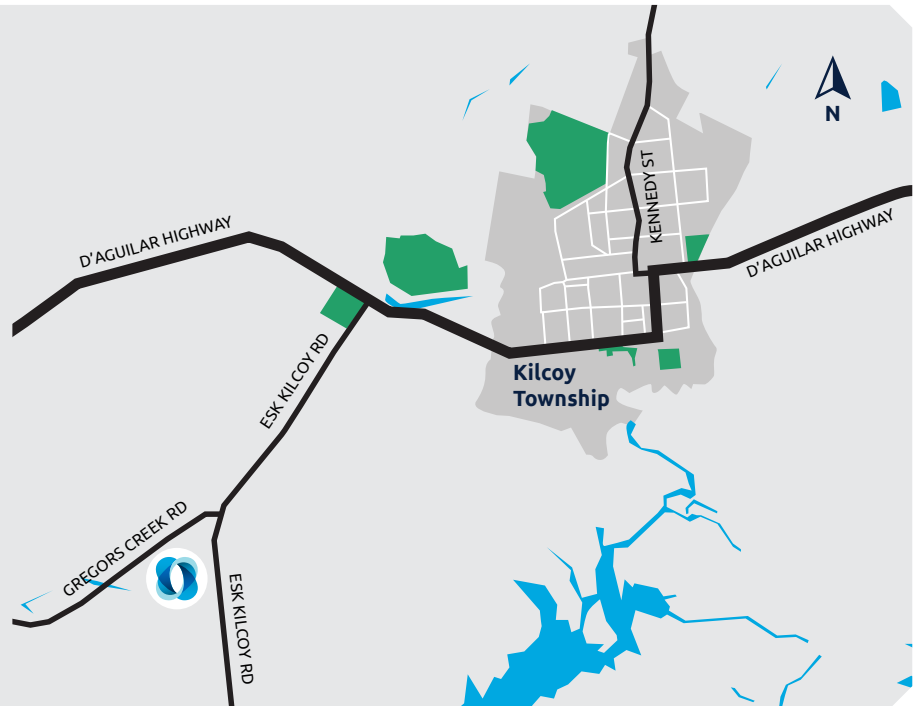 N
KENNEDY ST
D'AGUILAR HIGHWAY
D'AGUILAR HIGHWAY
ESK KILCOY RD
Kilcoy
Township
GREGORS CREEK RD
ESK KILCOY RD